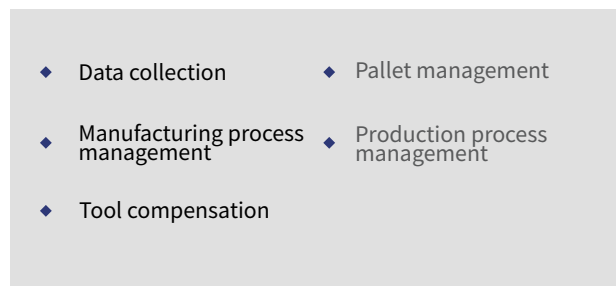 Data collection
Manufacturing process
management
Tool compensation
Pallet management
Production process
management